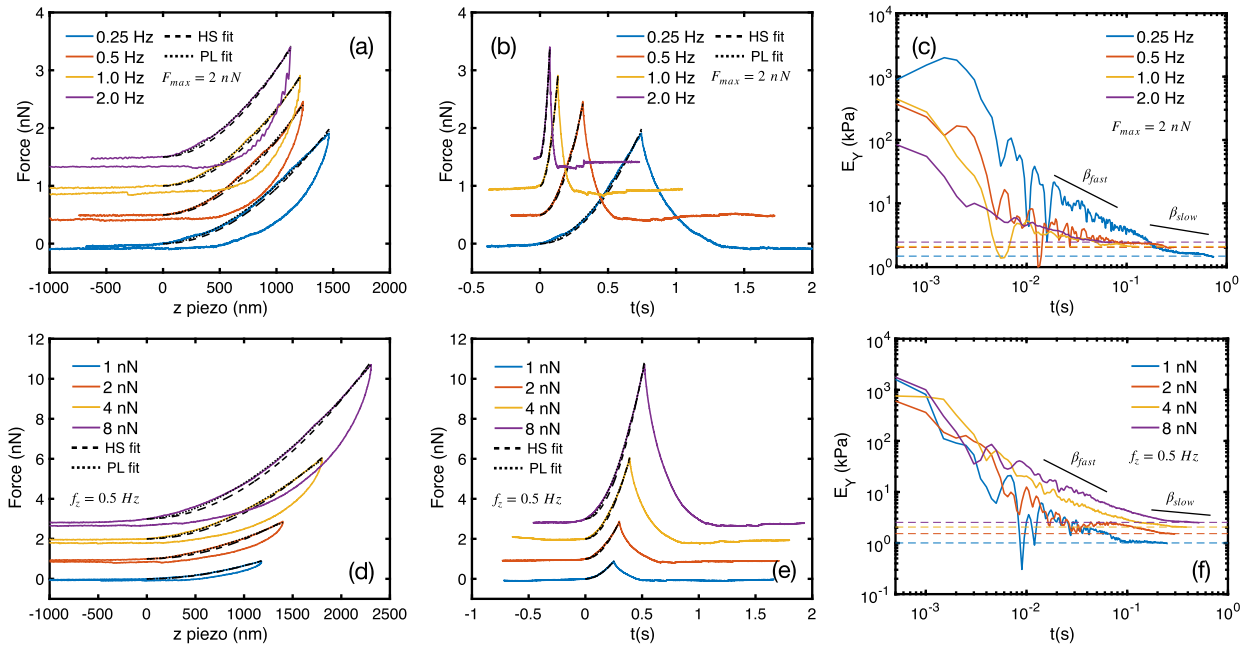 4
3
2
1
0
Force (nN)
0.25 Hz
0.5 Hz
1.0 Hz
2.0 Hz
HS fit
PL fit
F_max = 2 nN
(a)
-1000 -500 0 500 1000 1500 2000
z piezo (nm)
4
3
2
1
0
Force (nN)
(b)
0.25 Hz
0.5 Hz
1.0 Hz
2.0 Hz
HS fit
PL fit
F_max = 2 nN
-0.5 0 0.5 1 1.5 2
t(s)
10^4
10^3
10^2
10^1
10^0
E_Y (kPa)
(c)
0.25 Hz
0.5 Hz
1.0 Hz
2.0 Hz
F_max = 2 nN
β_fast
β_slow
10^-3 10^-2 10^-1 10^0
t(s)
12
10
8
6
4
2
0
Force (nN)
1 nN
2 nN
4 nN
8 nN
HS fit
PL fit
f_z = 0.5 Hz
(d)
-1000 -500 0 500 1000 1500 2000 2500
z piezo (nm)
12
10
8
6
4
2
0
Force (nN)
1 nN
2 nN
4 nN
8 nN
HS fit
PL fit
f_z = 0.5 Hz
(e)
-1 -0.5 0 0.5 1 1.5 2
t(s)
10^4
10^3
10^2
10^1
10^0
10^-1
E_Y (kPa)
1 nN
2 nN
4 nN
8 nN
f_z = 0.5 Hz
β_fast
β_slow
(f)
10^-3 10^-2 10^-1 10^0
t(s)